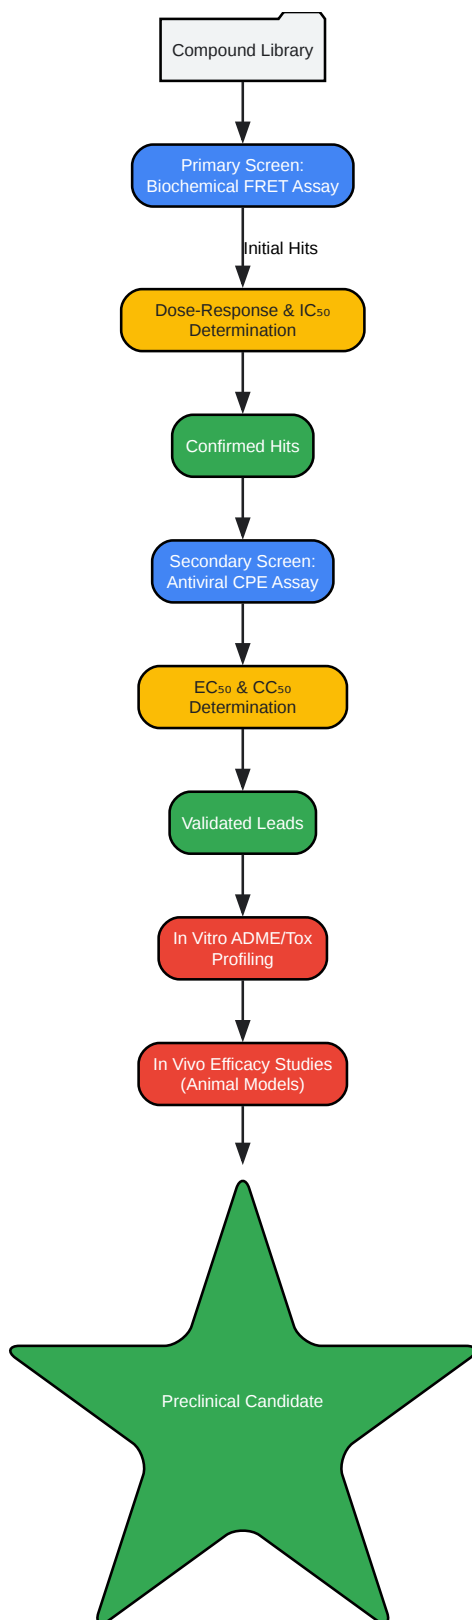 Compound Library
Primary Screen:
Biochemical FRET Assay
Initial Hits
Dose-Response & IC₅₀
Determination
Confirmed Hits
Secondary Screen:
Antiviral CPE Assay
EC₅₀ & CC₅₀
Determination
Validated Leads
In Vitro ADME/Tox
Profiling
In Vivo Efficacy Studies
(Animal Models)
Preclinical Candidate